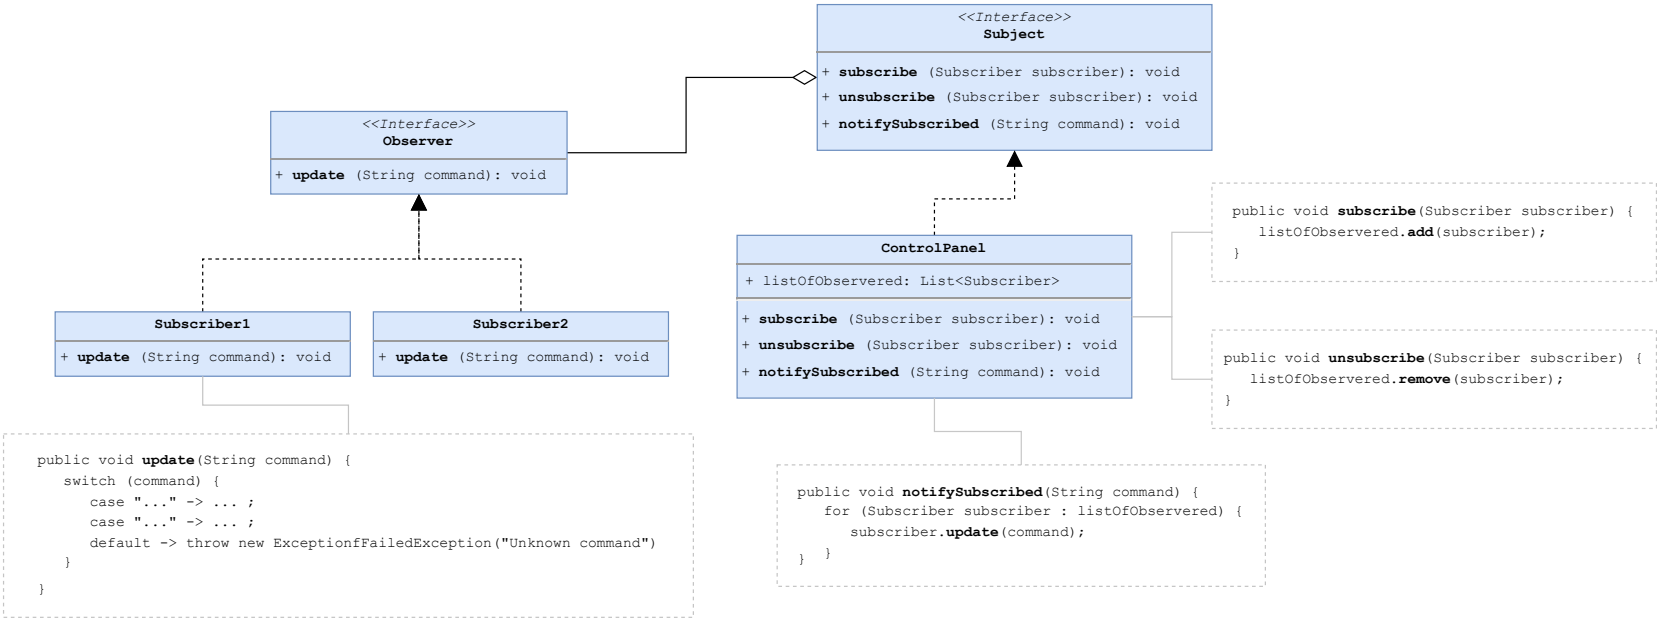 <<Interface>>
Subject
+ subscribe (Subscriber subscriber): void
+ unsubscribe (Subscriber subscriber): void
+ notifySubscribed (String command): void
<<Interface>>
Observer
+ update (String command): void
ControlPanel
+ listOfObservered: List<Subscriber>
+ subscribe (Subscriber subscriber): void
+ unsubscribe (Subscriber subscriber): void
+ notifySubscribed (String command): void
public void subscribe(Subscriber subscriber) {
listOfObservered.add(subscriber);
}
public void unsubscribe(Subscriber subscriber) {
listOfObservered.remove(subscriber);
}
Subscriber1
+ update (String command): void
Subscriber2
+ update (String command): void
public void update(String command) {
switch (command) {
case "..." -> ... ;
case "..." -> ... ;
default -> throw new ExceptionfFailedException("Unknown command")
}
}
public void notifySubscribed(String command) {
for (Subscriber subscriber : listOfObservered) {
subscriber.update(command);
}
}